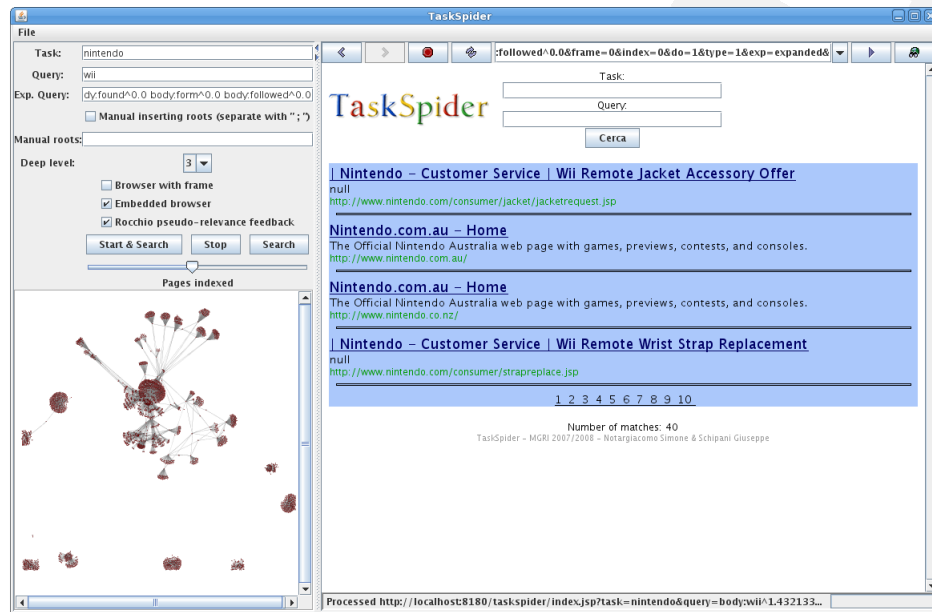 TaskSpider
File
Task:
nintendo
Query:
wii
Exp. Query:
dy:found^0.0 body:form^0.0 body:followed^0.0
Manual inserting roots (separate with ";")
Manual roots:
Deep level:
3
Browser with frame
Embedded browser
Rocchio pseudo-relevance feedback
Start & Search
Stop
Search
Pages indexed
:followed^0.0&frame=0&index=0&do=1&type=1&exp=expanded&
TaskSpider
Task:
Query:
Cerca
| Nintendo – Customer Service | Wii Remote Jacket Accessory Offer
null
http://www.nintendo.com/consumer/jacket/jacketrequest.jsp
Nintendo.com.au – Home
The Official Nintendo Australia web page with games, previews, contests, and consoles.
http://www.nintendo.com.au/
Nintendo.com.au – Home
The Official Nintendo Australia web page with games, previews, contests, and consoles.
http://www.nintendo.co.nz/
| Nintendo – Customer Service | Wii Remote Wrist Strap Replacement
null
http://www.nintendo.com/consumer/strapreplace.jsp
1 2 3 4 5 6 7 8 9 10
Number of matches: 40
TaskSpider – MGRI 2007/2008 – Notargiacomo Simone & Schipani Giuseppe
Processed http://localhost:8180/taskspider/index.jsp?task=nintendo&query=body:wii^1.432133...